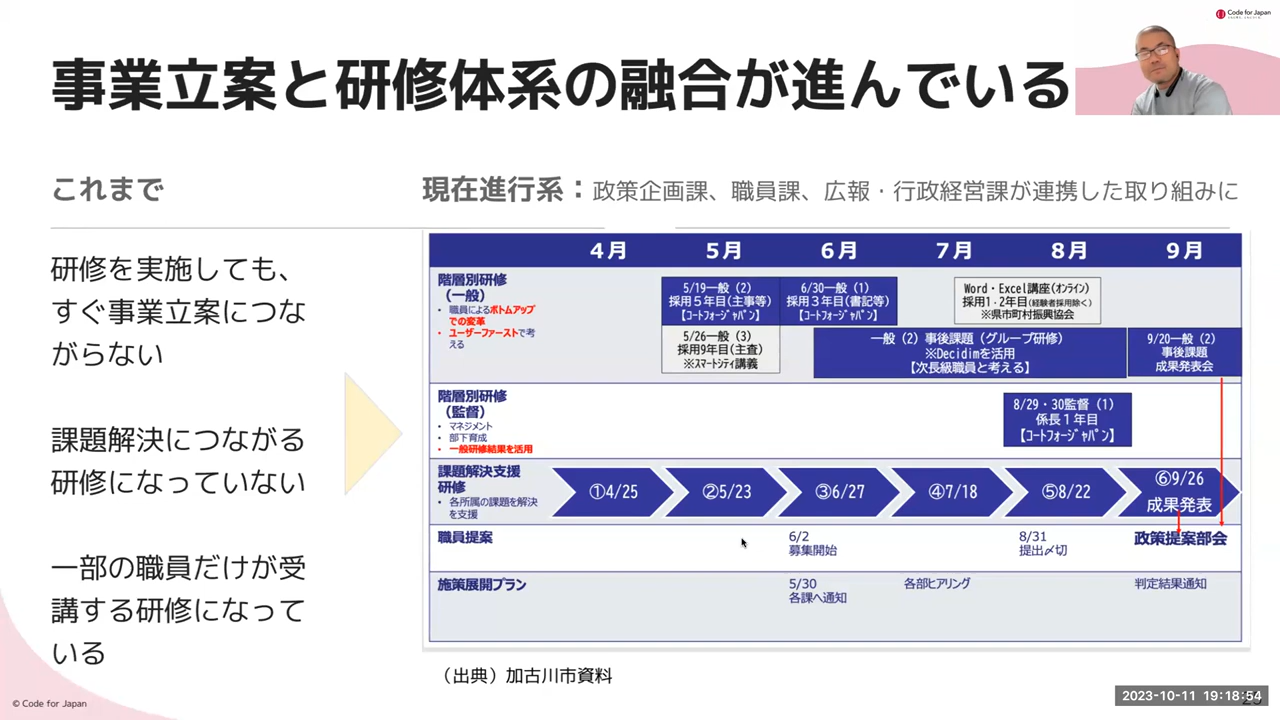 Code for Japan
事業立案と研修体系の融合が進んでいる
これまで
研修を実施しても、
すぐ事業立案につな
がらない
課題解決につながる
研修になっていない
一部の職員だけが受
講する研修になって
いる
現在進行系：政策企画課、職員課、広報・行政経営課が連携した取り組みに
4月 5月 6月 7月 8月 9月
階層別研修
（一般）
• 職員によるボトムアップ
での変革
• ユーザーファーストで考
える
5/19一般（2）
採用５年目(主事等)
【コードフォージャパン】
6/30一般（1）
採用３年目(書記等)
【コードフォージャパン】
Word・Excel講座(オンライン)
採用1・2年目(経験者採用除く)
※県市町村振興協会
5/26一般（3）
採用9年目(主査)
※スマートシティ講義
一般（2）事後課題（グループ研修）
※Decidimを活用
【次長級職員と考える】
9/20一般（2）
事後課題
成果発表会
階層別研修
（監督）
• マネジメント
• 部下育成
• 一般研修結果を活用
8/29・30監督（1）
係長１年目
【コードフォージャパン】
課題解決支援
研修
• 各所属の課題を解決
を支援
①4/25 ②5/23 ③6/27 ④7/18 ⑤8/22 ⑥9/26
成果発表
職員提案
6/2
募集開始
8/31
提出〆切
政策提案部会
施策展開プラン
5/30
各課へ通知
各部ヒアリング
判定結果通知
（出典）加古川市資料
© Code for Japan
2023-10-11 19:18:54